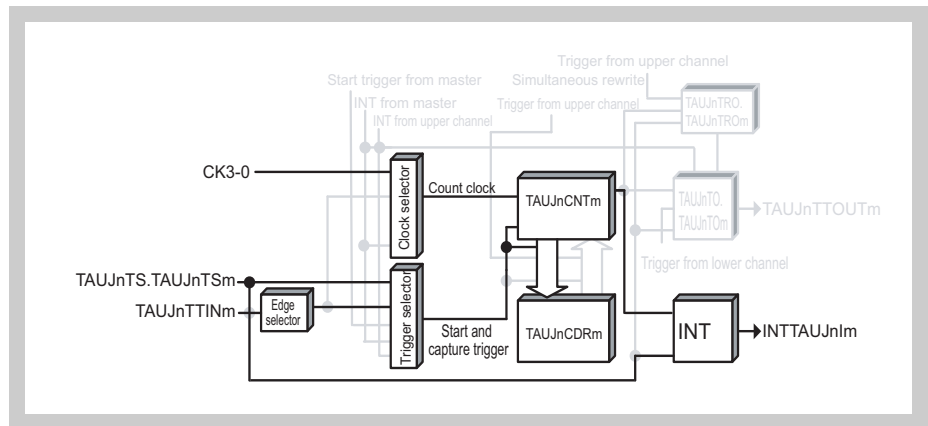 Trigger from upper channel
Start trigger from master
Simultaneous rewrite
INT from master
Trigger from upper channel
INT from upper channel
TAUJnTRO.
TAUJnTROm
CK3-0
Clock selector
Count clock
TAUJnCNTm
TAUJnTO.
TAUJnTOm
TAUJnTTOUTm
Trigger from lower channel
TAUJnTS.TAUJnTSm
TAUJnTTINm
Edge
selector
Trigger selector
Start and
capture trigger
TAUJnCDRm
INT
INTTAUJnIm